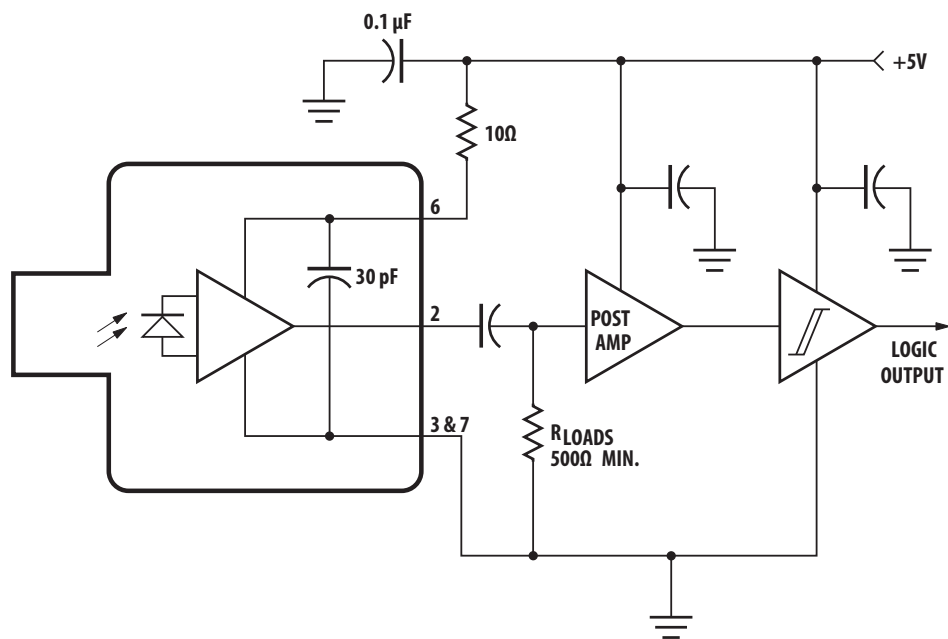 0.1 µF
+5V
10Ω
6
30 pF
2
POST
AMP
LOGIC
OUTPUT
3 & 7
RLOADS
500Ω MIN.